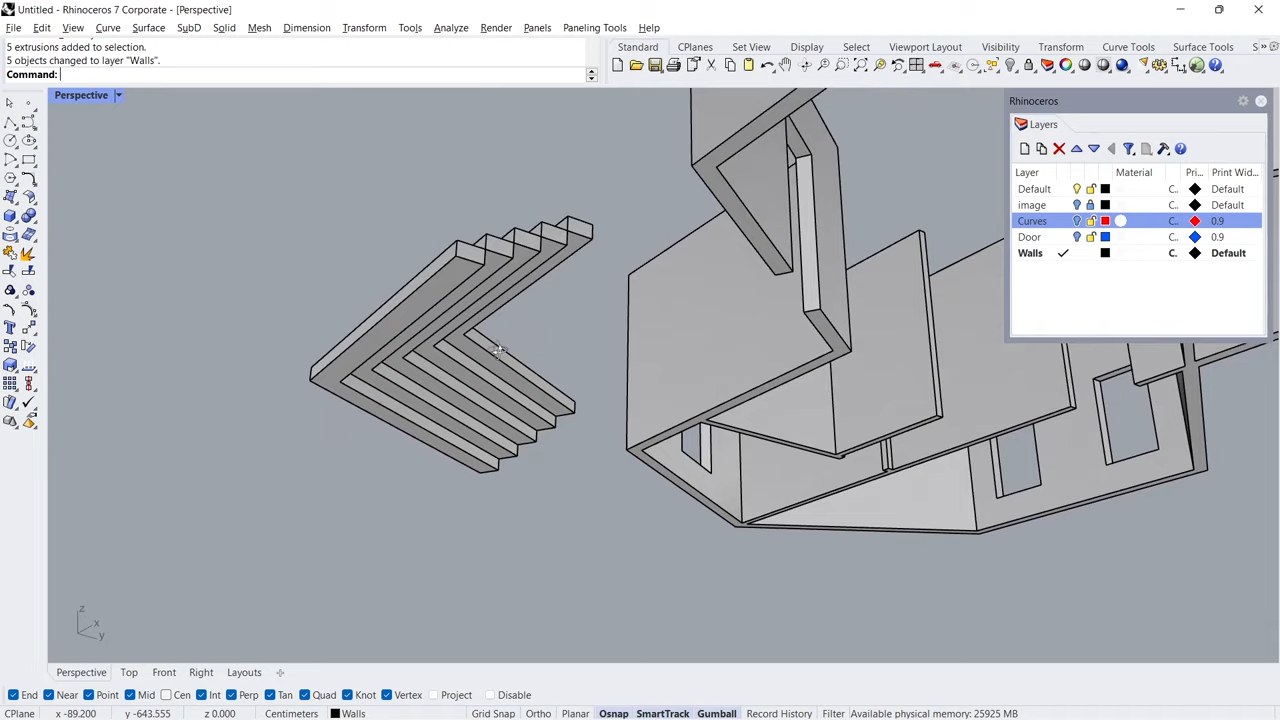 Untitled - Rhinoceros 7 Corporate - [Perspective]
File Edit View Curve Surface SubD Solid Mesh Dimension Transform Tools Analyze Render Panels Paneling Tools Help
5 extrusions added to selection.
5 objects changed to layer "Walls".
Command:
Standard CPlanes Set View Display Select Viewport Layout Visibility Transform Curve Tools Surface Tools S
Perspective
Rhinoceros
Layers
Layer Material Pri... Print Wid...
Default C.. Default
image C.. Default
Curves C.. 0.9
Door C.. 0.9
Walls C.. Default
z
x
y
Perspective Top Front Right Layouts
End Near Point Mid Cen Int Perp Tan Quad Knot Vertex Project Disable
CPlane x -89.200 y -643.555 z 0.000 Centimeters Walls Grid Snap Ortho Planar Osnap SmartTrack Gumball Record History Filter Available physical memory: 25925 MB